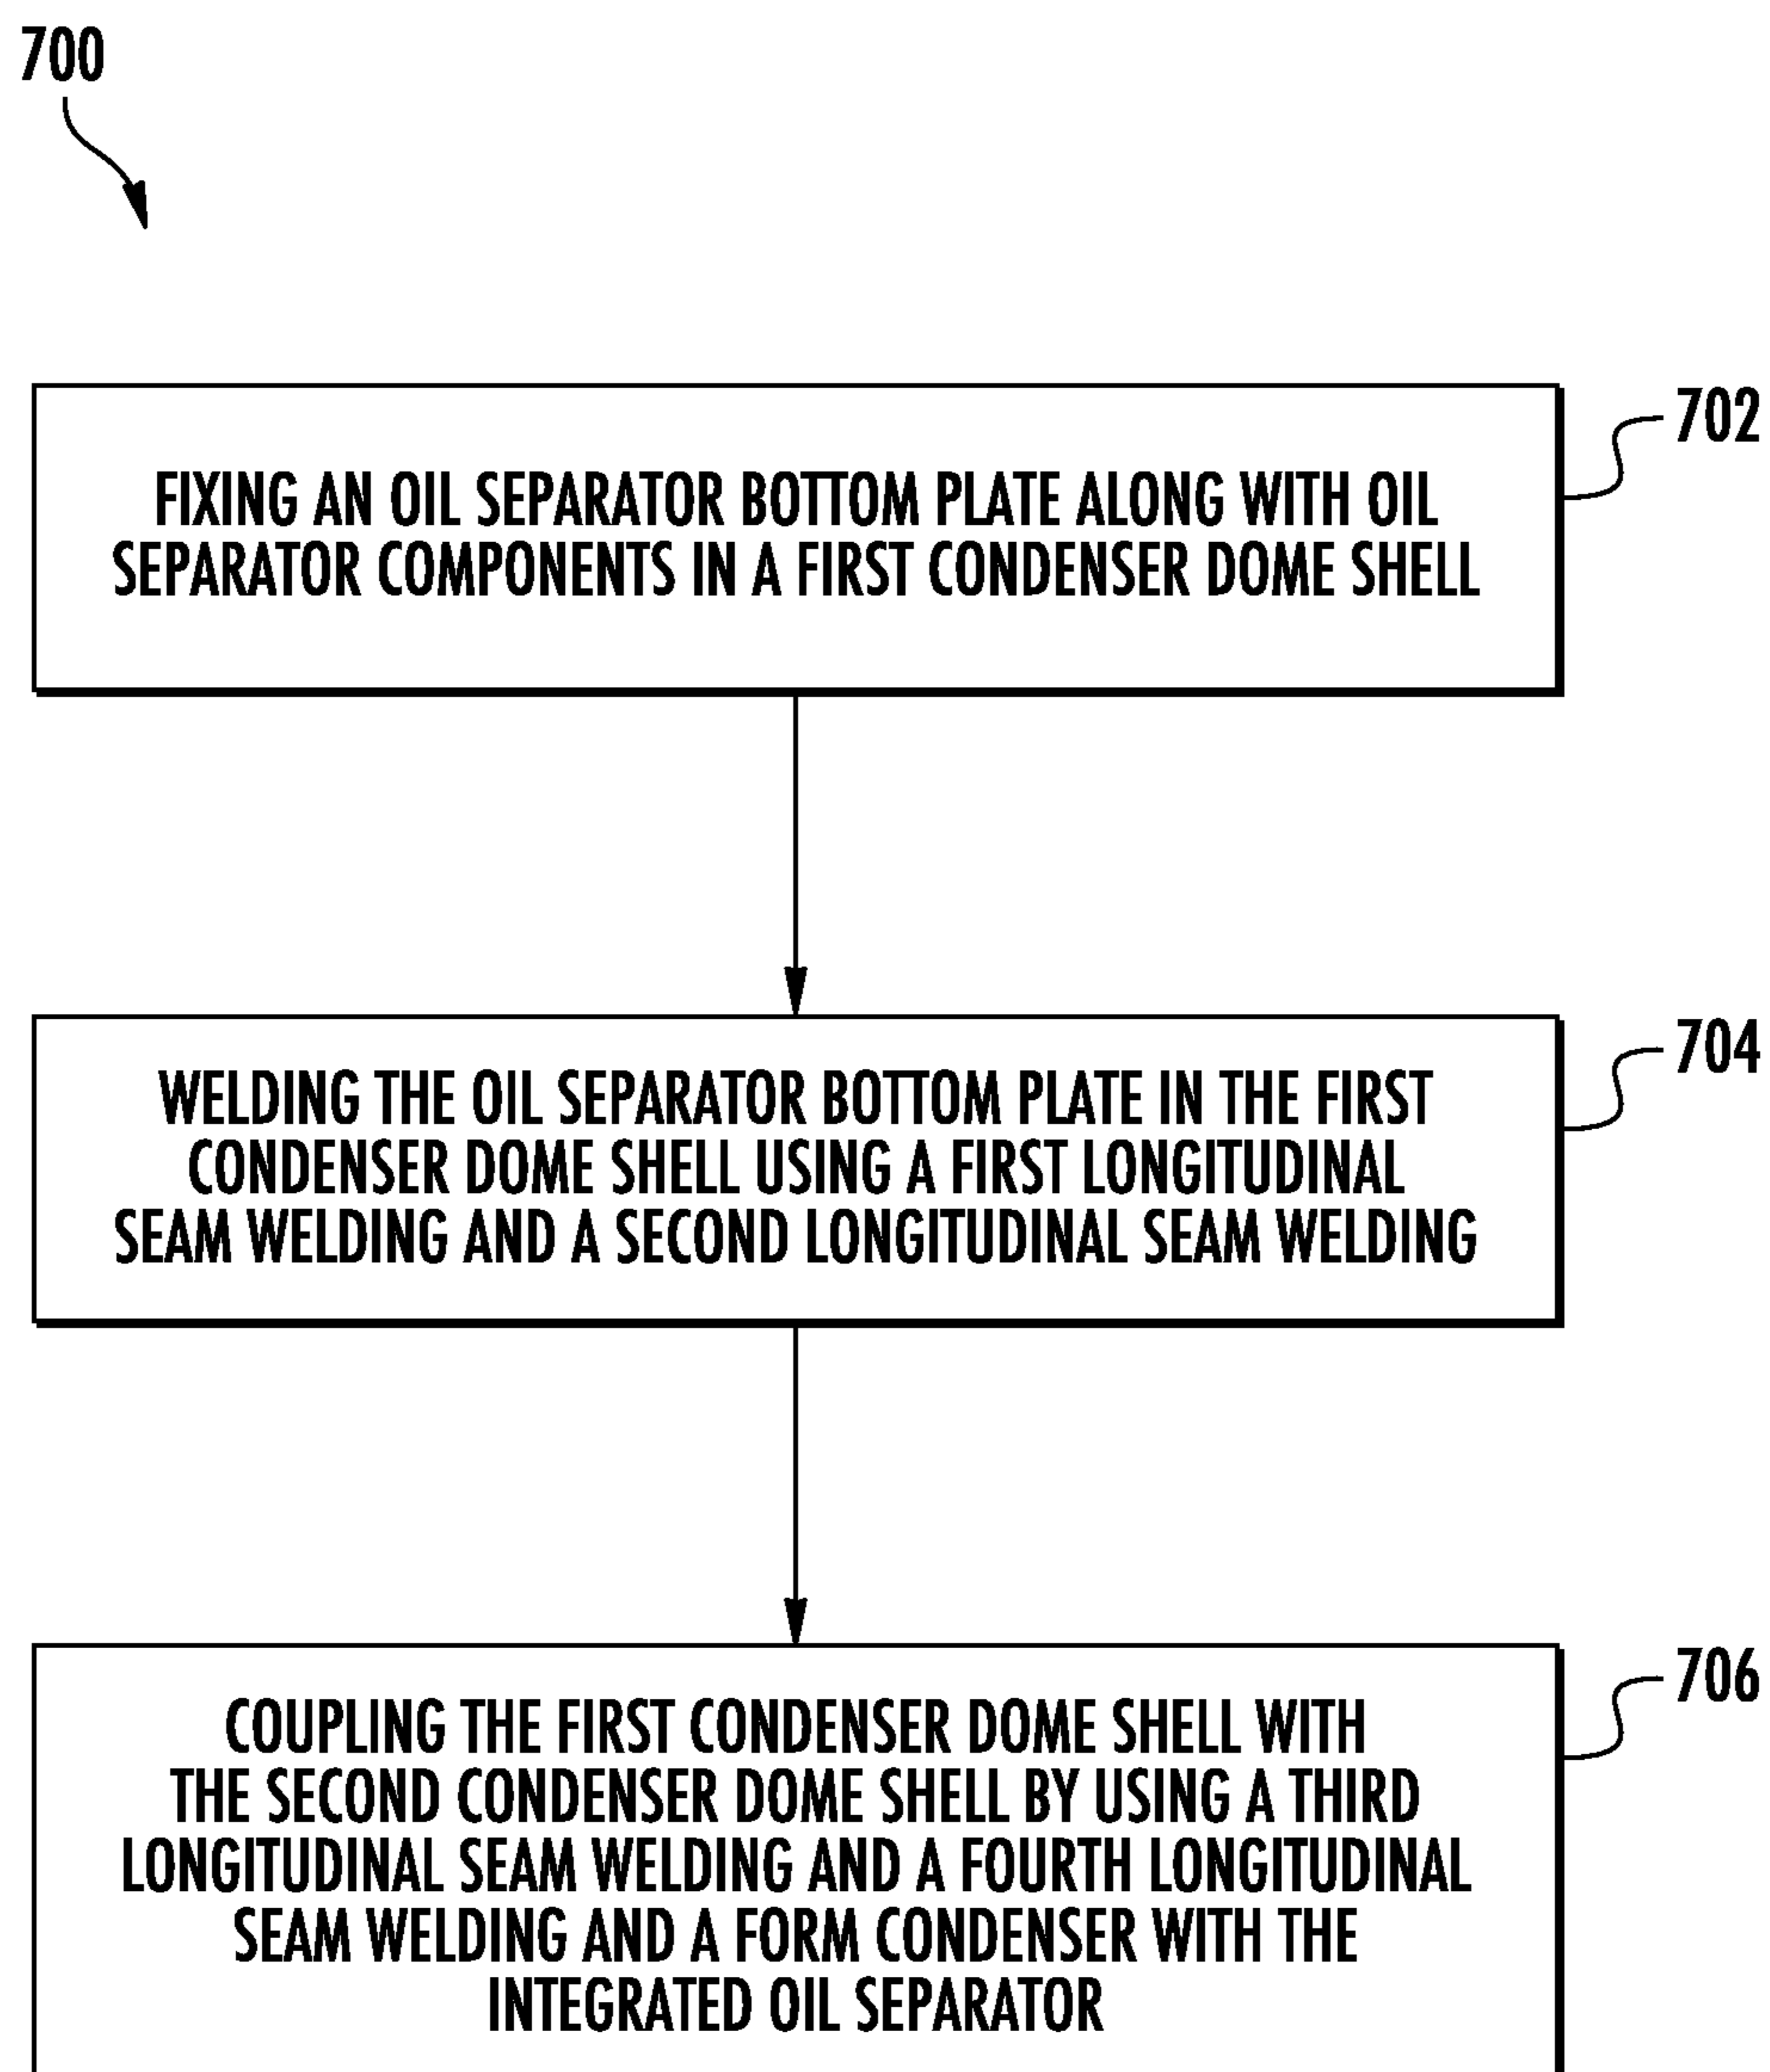 700
702
FIXING AN OIL SEPARATOR BOTTOM PLATE ALONG WITH OIL
SEPARATOR COMPONENTS IN A FIRST CONDENSER DOME SHELL
704
WELDING THE OIL SEPARATOR BOTTOM PLATE IN THE FIRST
CONDENSER DOME SHELL USING A FIRST LONGITUDINAL
SEAM WELDING AND A SECOND LONGITUDINAL SEAM WELDING
706
COUPLING THE FIRST CONDENSER DOME SHELL WITH
THE SECOND CONDENSER DOME SHELL BY USING A THIRD
LONGITUDINAL SEAM WELDING AND A FOURTH LONGITUDINAL
SEAM WELDING AND A FORM CONDENSER WITH THE
INTEGRATED OIL SEPARATOR